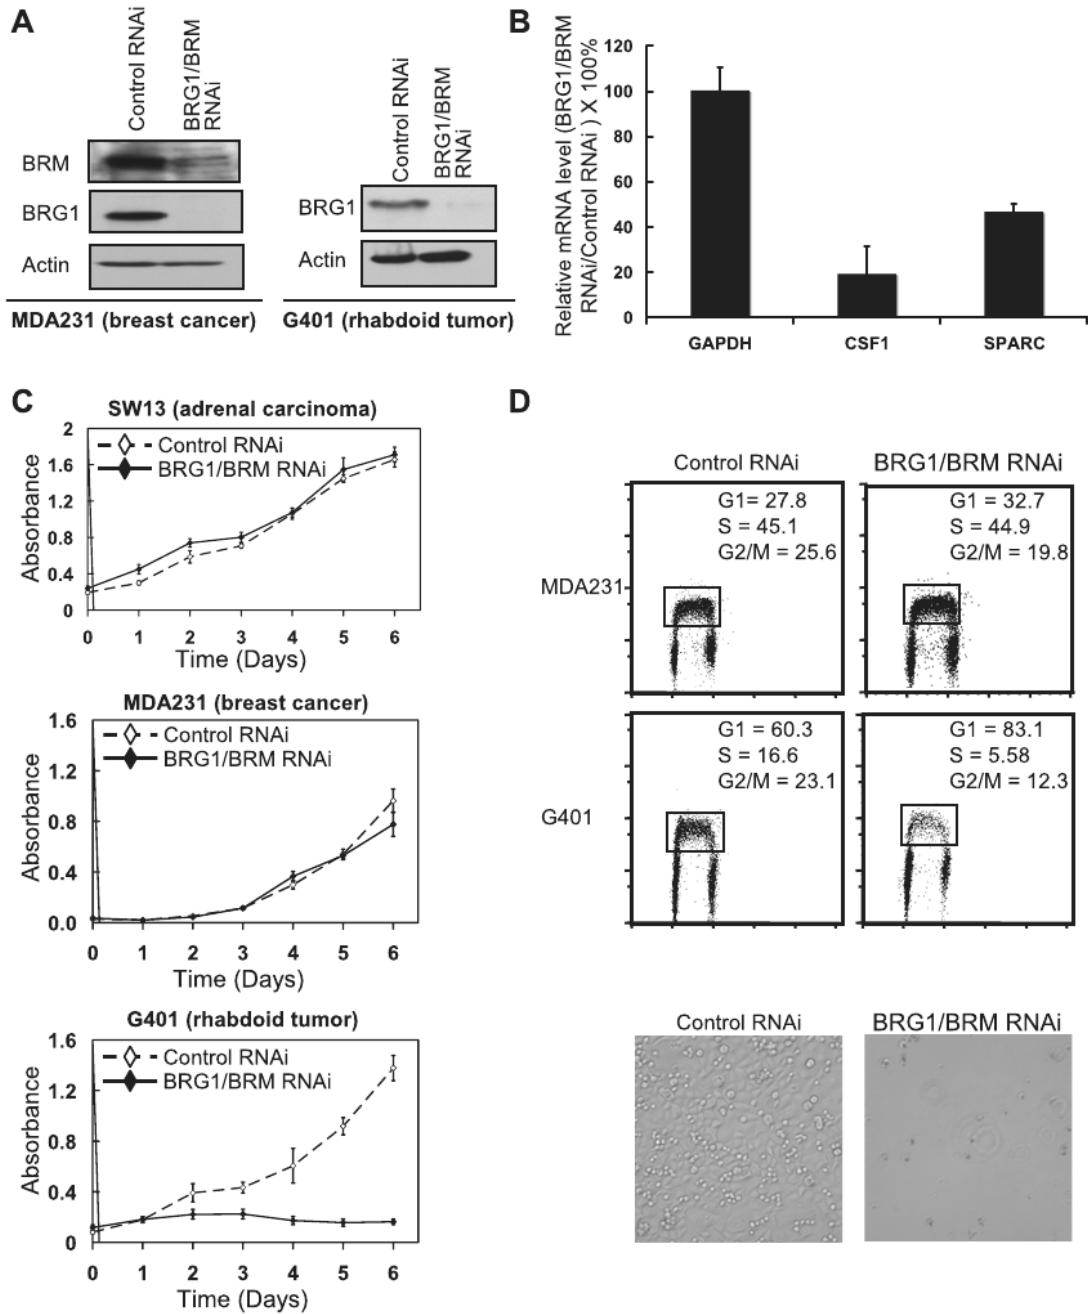 A
Control RNAi
BRG1/BRM
RNAi
BRM
BRG1
Actin
MDA231 (breast cancer)
Control RNAi
BRG1/BRM
RNAi
BRG1
Actin
G401 (rhabdoid tumor)
B
Relative mRNA level (BRG1/BRM
RNAi/Control RNAi ) X 100%
120
100
80
60
40
20
0
GAPDH
CSF1
SPARC
C
SW13 (adrenal carcinoma)
Control RNAi
BRG1/BRM RNAi
Absorbance
2
1.6
1.2
0.8
0.4
0
0 1 2 3 4 5 6
Time (Days)
MDA231 (breast cancer)
Control RNAi
BRG1/BRM RNAi
Absorbance
1.6
1.2
0.8
0.4
0.0
0 1 2 3 4 5 6
Time (Days)
G401 (rhabdoid tumor)
Control RNAi
BRG1/BRM RNAi
Absorbance
1.6
1.2
0.8
0.4
0
0 1 2 3 4 5 6
Time (Days)
D
Control RNAi
BRG1/BRM RNAi
MDA231
G1= 27.8
S = 45.1
G2/M = 25.6
G1 = 32.7
S = 44.9
G2/M = 19.8
G401
G1 = 60.3
S = 16.6
G2/M = 23.1
G1 = 83.1
S = 5.58
G2/M = 12.3
Control RNAi
BRG1/BRM RNAi